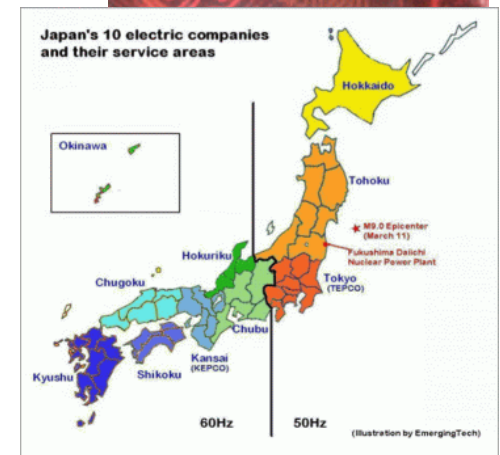 Japan's 10 electric companies
and their service areas
Hokkaido
Okinawa
Tohoku
M9.0 Epicenter
(March 11)
Fukushima Daiichi
Nuclear Power Plant
Hokuriku
Tokyo
(TEPCO)
Chugoku
Chubu
Kansai
(KEPCO)
Shikoku
Kyushu
60Hz
50Hz
(Illustration by EmergingTech)